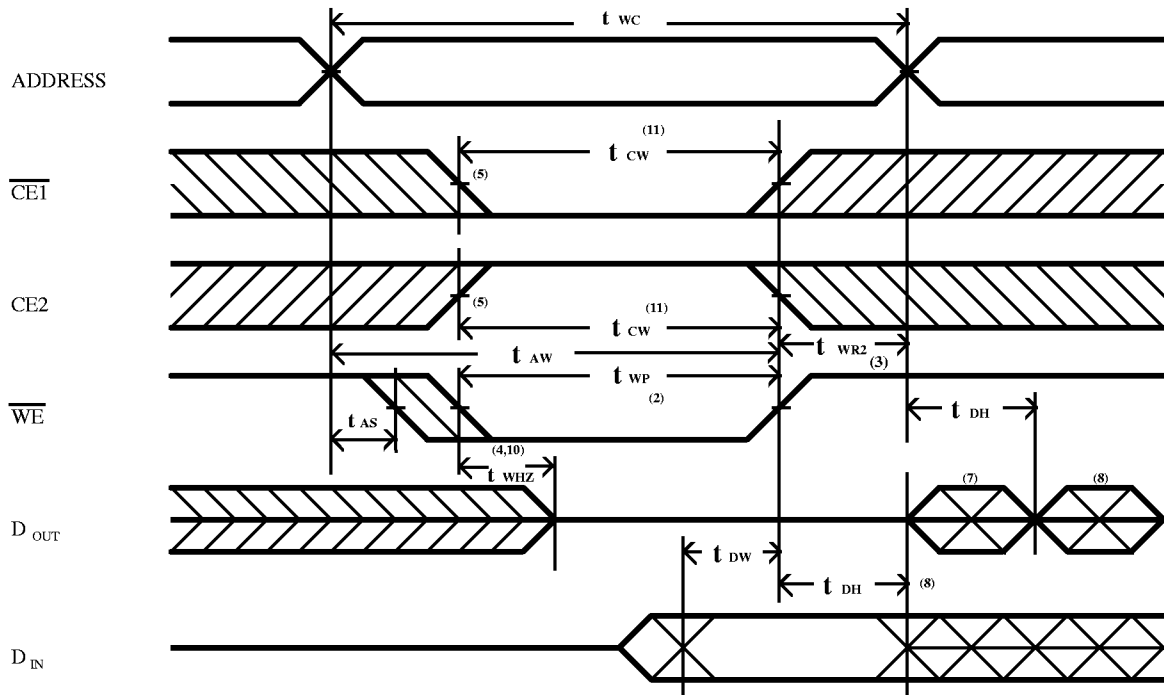 t WC
ADDRESS
(11)
t CW
(5)
CE1
CE2
(5)
(11)
t CW
t AW
t WR2
(3)
t WP
(2)
WE
t AS
t DH
(4,10)
t WHZ
(7)
(8)
D OUT
t DW
t DH
(8)
D IN